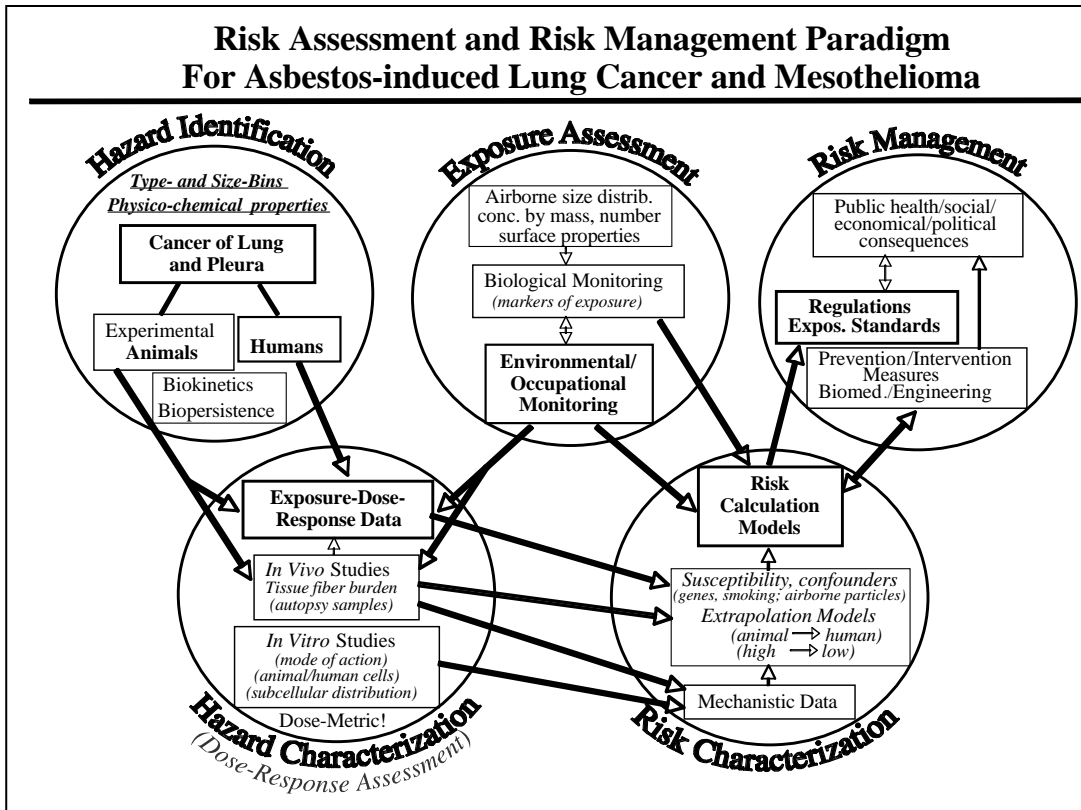 Risk Assessment and Risk Management Paradigm
For Asbestos-induced Lung Cancer and Mesothelioma
Hazard Identification
Type- and Size-Bins
Physico-chemical properties
Cancer of Lung
and Pleura
Experimental
Animals
Humans
Biokinetics
Biopersistence
Exposure Assessment
Airborne size distrib.
conc. by mass, number
surface properties
Biological Monitoring
(markers of exposure)
Environmental/
Occupational
Monitoring
Risk Management
Public health/social/
economical/political
consequences
Regulations
Expos. Standards
Prevention/Intervention
Measures
Biomed./Engineering
Exposure-Dose-
Response Data
In Vivo Studies
Tissue fiber burden
(autopsy samples)
In Vitro Studies
(mode of action)
(animal/human cells)
(subcellular distribution)
Dose-Metric!
Hazard Characterization
(Dose-Response Assessment)
Risk
Calculation
Models
Susceptibility, confounders
(genes, smoking; airborne particles)
Extrapolation Models
(animal → human)
(high → low)
Mechanistic Data
Risk Characterization